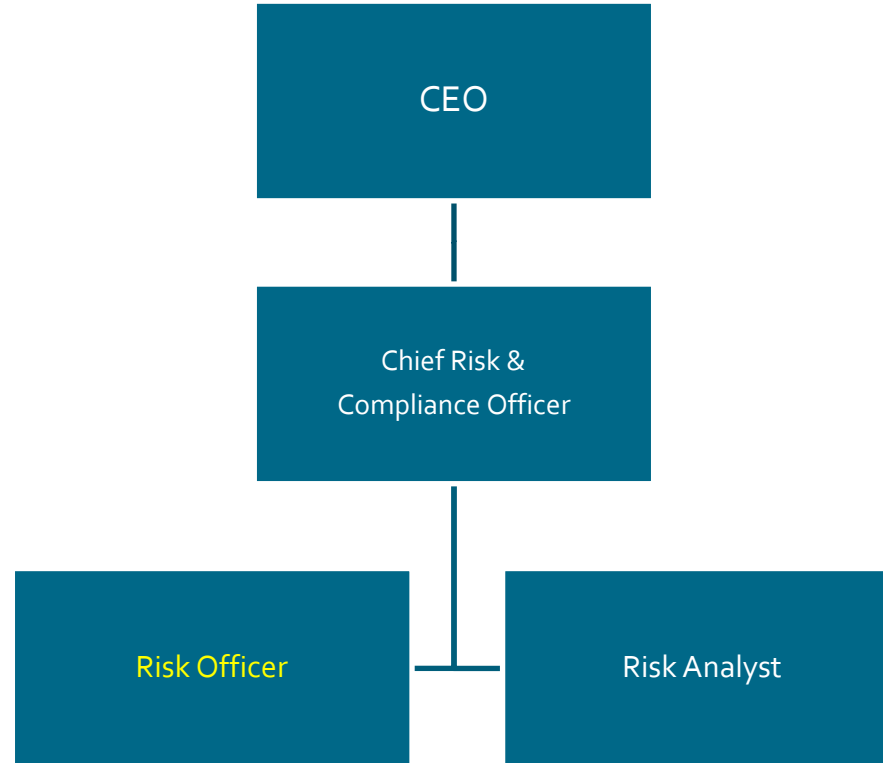 CEO
Chief Risk &
Compliance Officer
Risk Officer
Risk Analyst